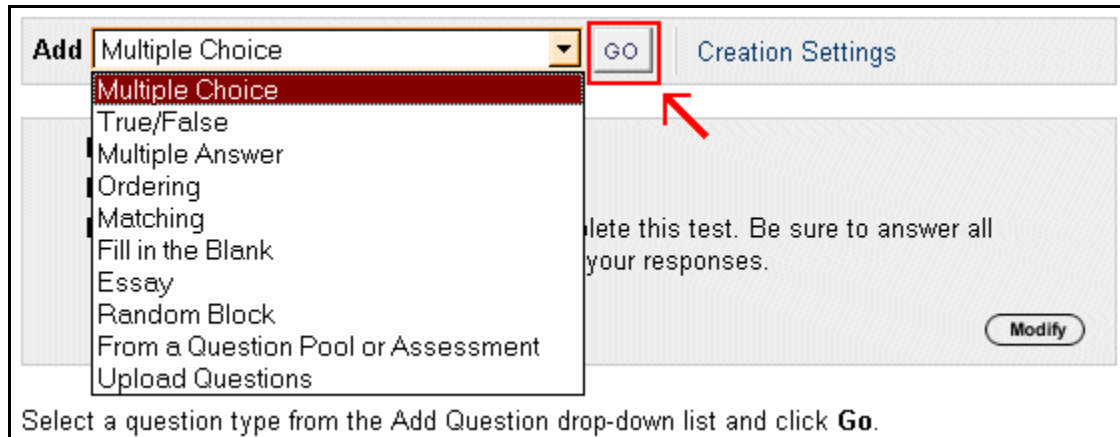 Add Multiple Choice GO Creation Settings
Multiple Choice
True/False
Multiple Answer
Ordering
Matching
Fill in the Blank
Essay
Random Block
From a Question Pool or Assessment
Upload Questions
this test. Be sure to answer all
your responses.
Modify
Select a question type from the Add Question drop-down list and click Go.